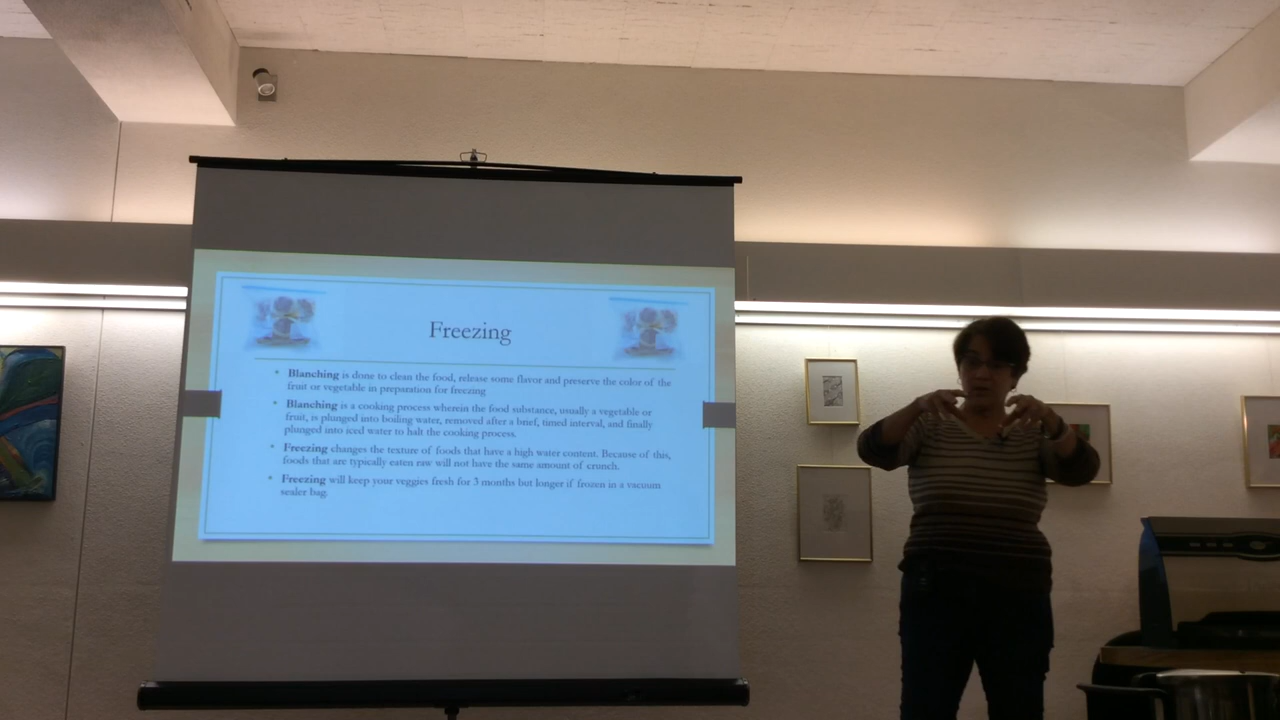 Freezing
• Blanching is done to clean the food, release some flavor and preserve the color of the
fruit or vegetable in preparation for freezing
• Blanching is a cooking process wherein the food substance, usually a vegetable or
fruit, is plunged into boiling water, removed after a brief, timed interval, and finally
plunged into iced water to halt the cooking process.
• Freezing changes the texture of foods that have a high water content. Because of this,
foods that are typically eaten raw will not have the same amount of crunch.
• Freezing will keep your veggies fresh for 3 months but longer if frozen in a vacuum
sealer bag.